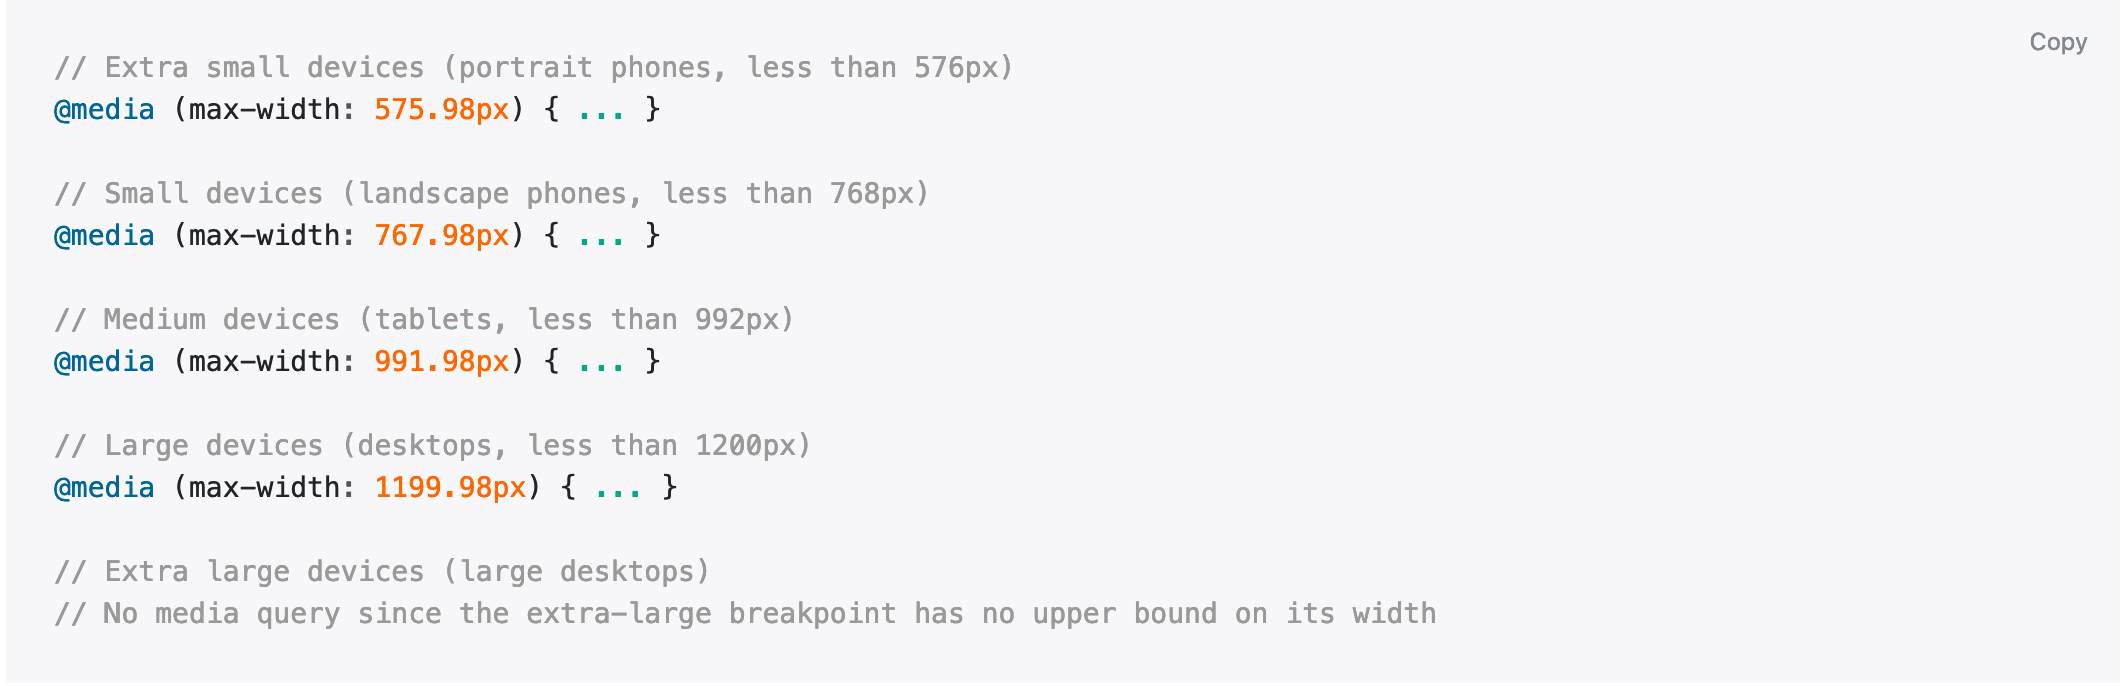 Copy
// Extra small devices (portrait phones, less than 576px)
@media (max-width: 575.98px) { ... }
// Small devices (landscape phones, less than 768px)
@media (max-width: 767.98px) { ... }
// Medium devices (tablets, less than 992px)
@media (max-width: 991.98px) { ... }
// Large devices (desktops, less than 1200px)
@media (max-width: 1199.98px) { ... }
// Extra large devices (large desktops)
// No media query since the extra-large breakpoint has no upper bound on its width